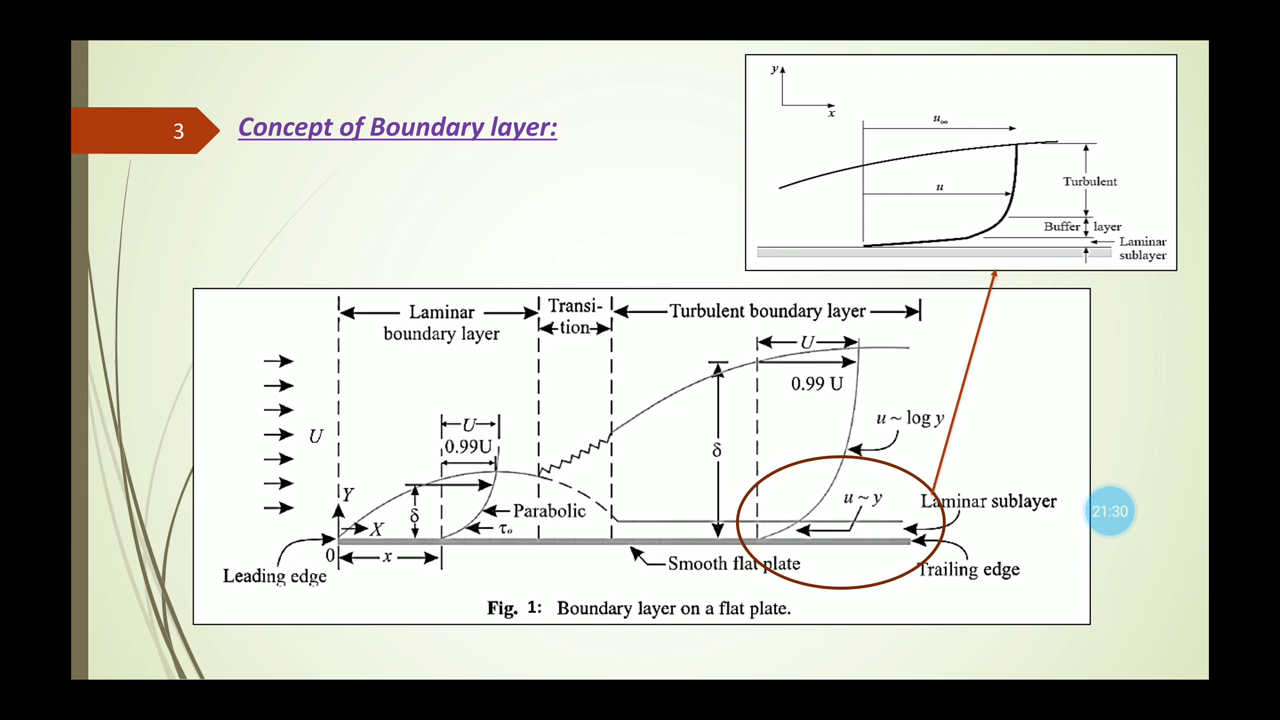 3
Concept of Boundary layer:
y
x
u∞
u
Turbulent
Buffer layer
Laminar
sublayer
Laminar
boundary layer
Transi-
tion
Turbulent boundary layer
U
0.99 U
U
0.99U
U
u ~ log y
δ
Y
δ
Parabolic
u ~ y
Laminar sublayer
21:30
X
τₒ
0
x
Leading edge
Smooth flat plate
Trailing edge
Fig. 1: Boundary layer on a flat plate.